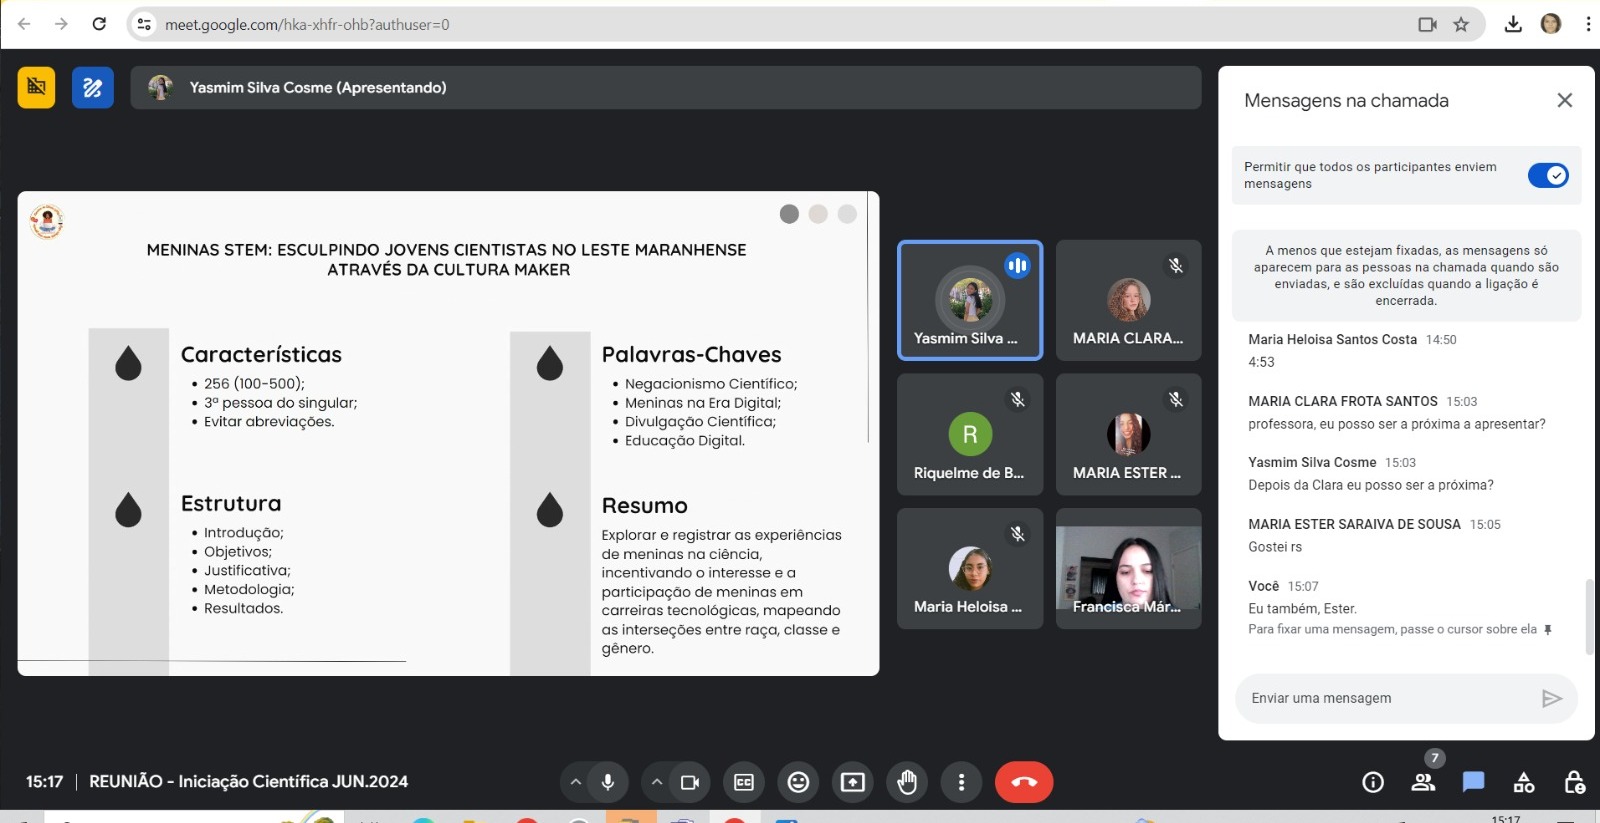 meet.google.com/hka-xhfr-ohb?authuser=0
Yasmim Silva Cosme (Apresentando)
MENINAS STEM: ESCULPINDO JOVENS CIENTISTAS NO LESTE MARANHENSE
ATRAVÉS DA CULTURA MAKER
Características
• 256 (100-500);
• 3ª pessoa do singular;
• Evitar abreviações.
Estrutura
• Introdução;
• Objetivos;
• Justificativa;
• Metodologia;
• Resultados.
Palavras-Chaves
• Negacionismo Científico;
• Meninas na Era Digital;
• Divulgação Científica;
• Educação Digital.
Resumo
Explorar e registrar as experiências
de meninas na ciência,
incentivando o interesse e a
participação de meninas em
carreiras tecnológicas, mapeando
as interseções entre raça, classe e
gênero.
Yasmim Silva ...
MARIA CLARA...
R
Riquelme de B...
MARIA ESTER ...
Maria Heloisa ...
Francisca Már...
Mensagens na chamada
Permitir que todos os participantes enviem
mensagens
A menos que estejam fixadas, as mensagens só
aparecem para as pessoas na chamada quando são
enviadas, e são excluídas quando a ligação é
encerrada.
Maria Heloisa Santos Costa 14:50
4:53
MARIA CLARA FROTA SANTOS 15:03
professora, eu posso ser a próxima a apresentar?
Yasmim Silva Cosme 15:03
Depois da Clara eu posso ser a próxima?
MARIA ESTER SARAIVA DE SOUSA 15:05
Gostei rs
Você 15:07
Eu também, Ester.
Para fixar uma mensagem, passe o cursor sobre ela
Enviar uma mensagem
15:17 | REUNIÃO - Iniciação Científica JUN.2024
CC
7
15:17